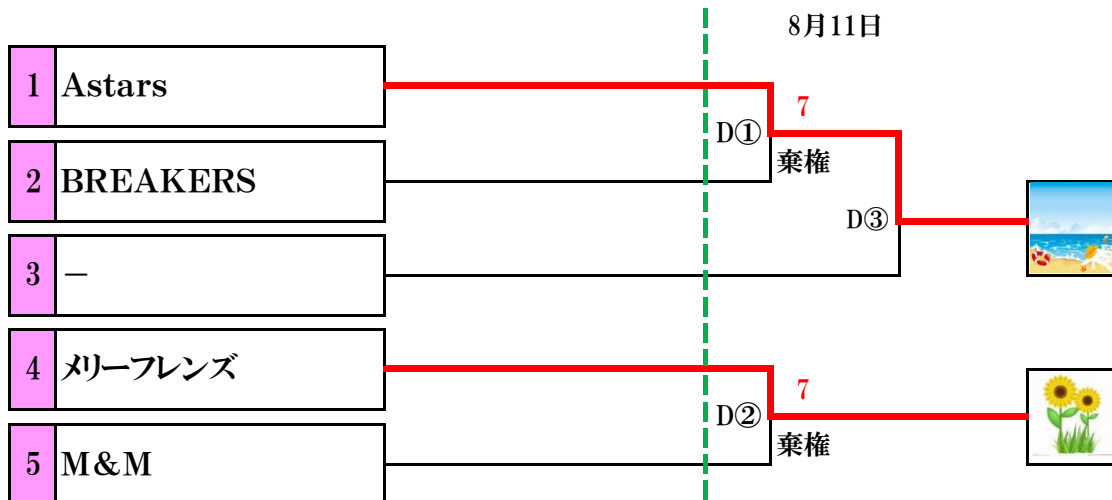 8月11日
1 Astars
7
D①
棄権
2 BREAKERS
D③
3 −
4 メリーフレンズ
7
D②
棄権
5 M&M